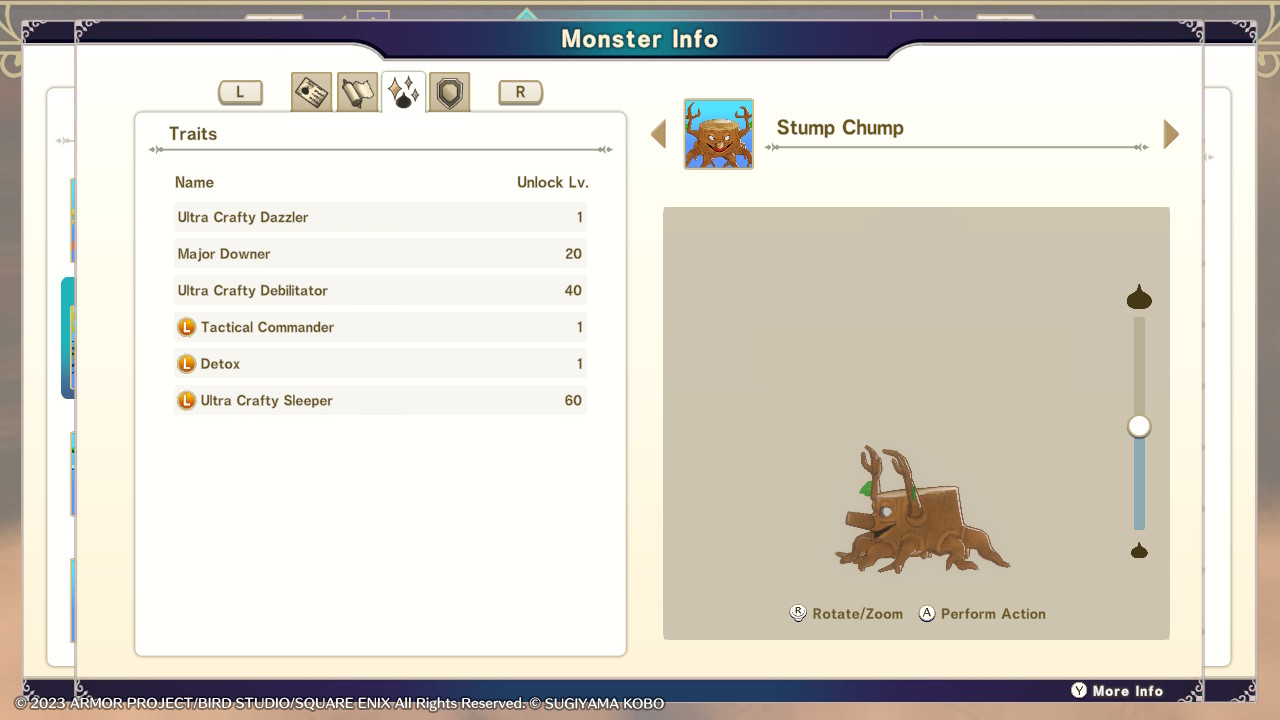 Monster Info
L
R
Traits
Stump Chump
Name Unlock Lv.
Ultra Crafty Dazzler 1
Major Downer 20
Ultra Crafty Debilitator 40
L Tactical Commander 1
L Detox 1
L Ultra Crafty Sleeper 60
R Rotate/Zoom A Perform Action
Y More Info
© 2023 ARMOR PROJECT/BIRD STUDIO/SQUARE ENIX All Rights Reserved. © SUGIYAMA KOBO